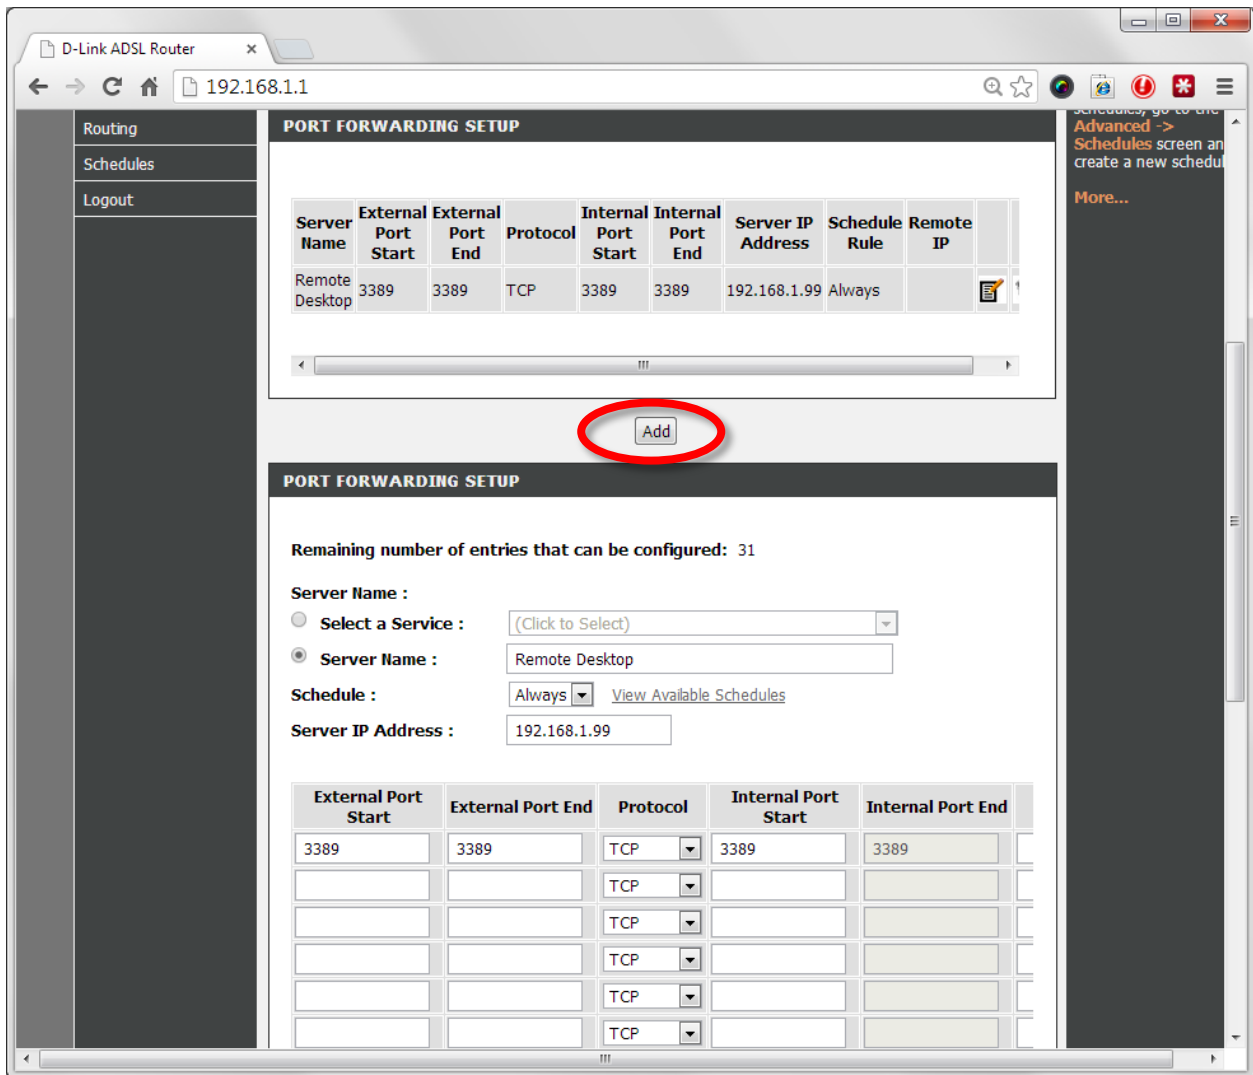 D-Link ADSL Router
192.168.1.1
Routing
Schedules
Logout
PORT FORWARDING SETUP
Server Name External Port Start External Port End Protocol Internal Port Start Internal Port End Server IP Address Schedule Rule Remote IP
Remote Desktop 3389 3389 TCP 3389 3389 192.168.1.99 Always
Add
PORT FORWARDING SETUP
Remaining number of entries that can be configured: 31
Server Name :
Select a Service : (Click to Select)
Server Name : Remote Desktop
Schedule : Always View Available Schedules
Server IP Address : 192.168.1.99
External Port Start External Port End Protocol Internal Port Start Internal Port End
3389 3389 TCP 3389 3389
TCP
TCP
TCP
TCP
TCP
schedules, go to the
Advanced ->
Schedules screen an
create a new schedul
More...